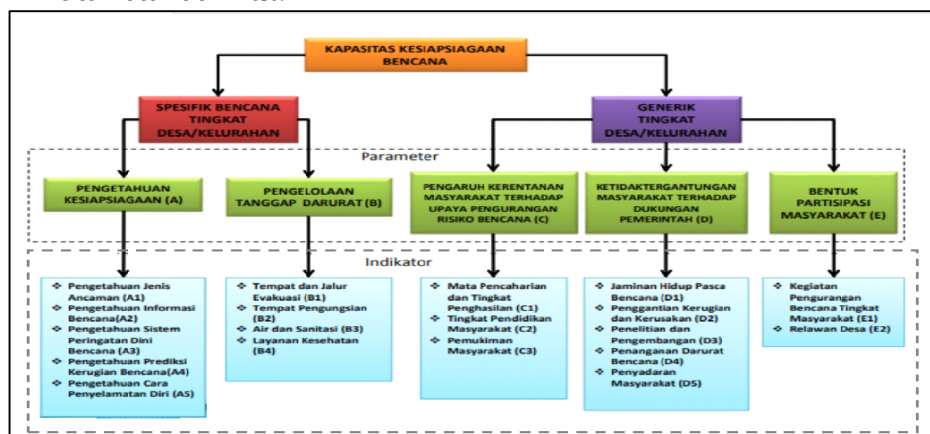 KAPASITAS KESIAPSIAGAAN
BENCANA
SPESIFIK BENCANA
TINGKAT
DESA/KELURAHAN
GENERIK
TINGKAT
DESA/KELURAHAN
Parameter
PENGETAHUAN
KESIAPSIAGAAN (A)
PENGELOLAAN
TANGGAP DARURAT (B)
PENGARUH KERENTANAN
MASYARAKAT TERHADAP
UPAYA PENGURANGAN
RISIKO BENCANA (C)
KETIDAKTERGANTUNGAN
MASYARAKAT TERHADAP
DUKUNGAN
PEMERINTAH (D)
BENTUK
PARTISIPASI
MASYARAKAT (E)
Indikator
❖ Pengetahuan Jenis
Ancaman (A1)
❖ Pengetahuan Informasi
Bencana(A2)
❖ Pengetahuan Sistem
Peringatan Dini
Bencana (A3)
❖ Pengetahuan Prediksi
Kerugian Bencana(A4)
❖ Pengetahuan Cara
Penyelamatan Diri (A5)
❖ Tempat dan Jalur
Evakuasi (B1)
❖ Tempat Pengungsian
(B2)
❖ Air dan Sanitasi (B3)
❖ Layanan Kesehatan
(B4)
❖ Mata Pencaharian
dan Tingkat
Penghasilan (C1)
❖ Tingkat Pendidikan
Masyarakat (C2)
❖ Pemukiman
Masyarakat (C3)
❖ Jaminan Hidup Pasca
Bencana (D1)
❖ Penggantian Kerugian
dan Kerusakan (D2)
❖ Penelitian dan
Pengembangan (D3)
❖ Penanganan Darurat
Bencana (D4)
❖ Penyadaran
Masyarakat (D5)
❖ Kegiatan
Pengurangan
Bencana Tingkat
Masyarakat (E1)
❖ Relawan Desa (E2)